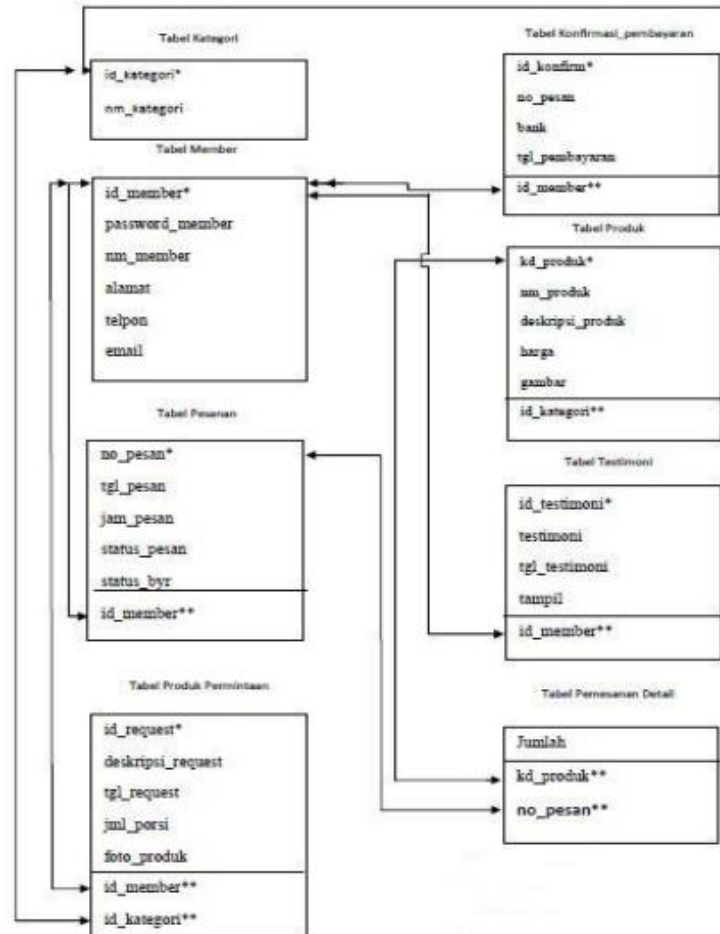 Tabel Kategori
id_kategori*
nm_kategori
Tabel Member
id_member*
password_member
nm_member
alamat
telpon
email
Tabel Pesanan
no_pesan*
tgl_pesan
jam_pesan
status_pesan
status_byr
id_member**
Tabel Produk Permintaan
id_request*
deskripsi_request
tgl_request
jml_porsi
foto_produk
id_member**
id_kategori**
Tabel Konfirmasi_pembayaran
id_konfirm*
no_pesan
bank
tgl_pembayaran
id_member**
Tabel Produk
kd_produk*
nm_produk
deskripsi_produk
harga
gambar
id_kategori**
Tabel Testimoni
id_testimoni*
testimoni
tgl_testimoni
tampil
id_member**
Tabel Pemesanan Detail
Jumlah
kd_produk**
no_pesan**